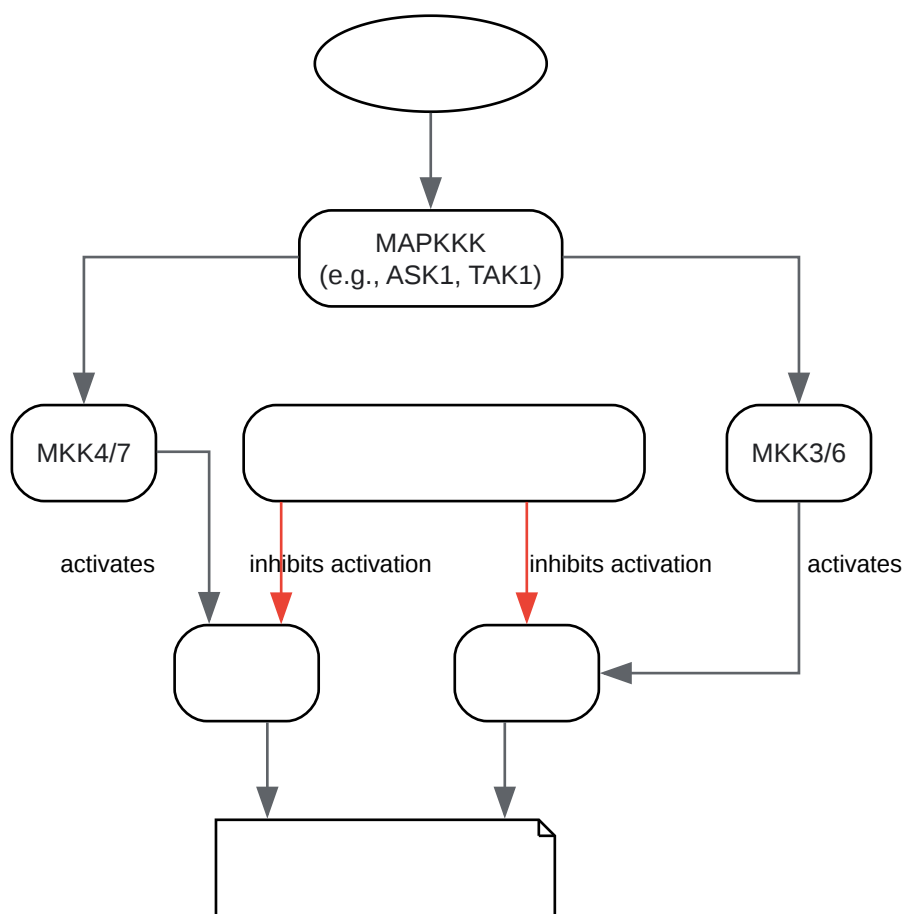 MAPKKK
(e.g., ASK1, TAK1)
MKK4/7
MKK3/6
activates
inhibits activation
inhibits activation
activates